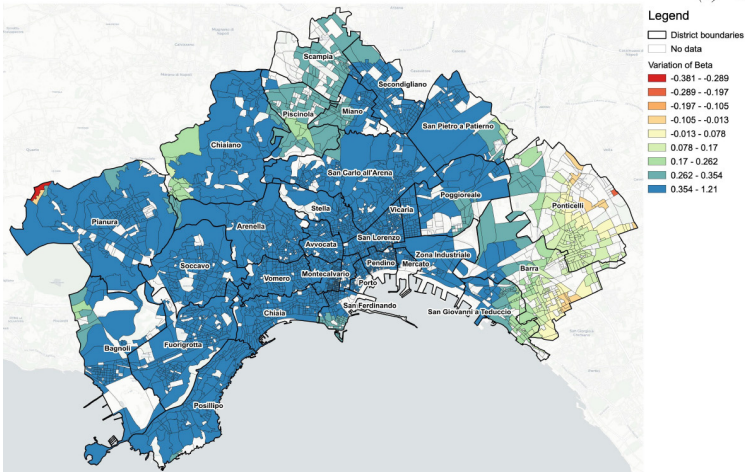 Legend
District boundaries
No data
Variation of Beta
-0.381 - -0.289
-0.289 - -0.197
-0.197 - -0.105
-0.105 - -0.013
-0.013 - 0.078
0.078 - 0.17
0.17 - 0.262
0.262 - 0.354
0.354 - 1.21
Scampia
Secondigliano
Piscinola
Miano
San Pietro a Patierno
Chiaiano
San Carlo all'Arena
Poggioreale
Ponticelli
Stella
Vicaria
Pianura
Arenella
San Lorenzo
Avvocata
Zona Industriale
Soccavo
Pendino
Mercato
Barra
Vomero
Montecalvario
Porto
San Ferdinando
Chiaia
San Giovanni a Teduccio
Bagnoli
Fuorigrotta
Posillipo